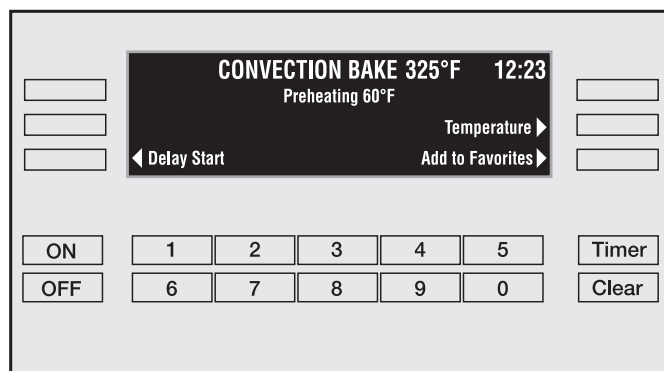 CONVECTION BAKE 325°F 12:23
Preheating 60°F
Temperature
Delay Start Add to Favorites
ON 1 2 3 4 5 Timer
OFF 6 7 8 9 0 Clear